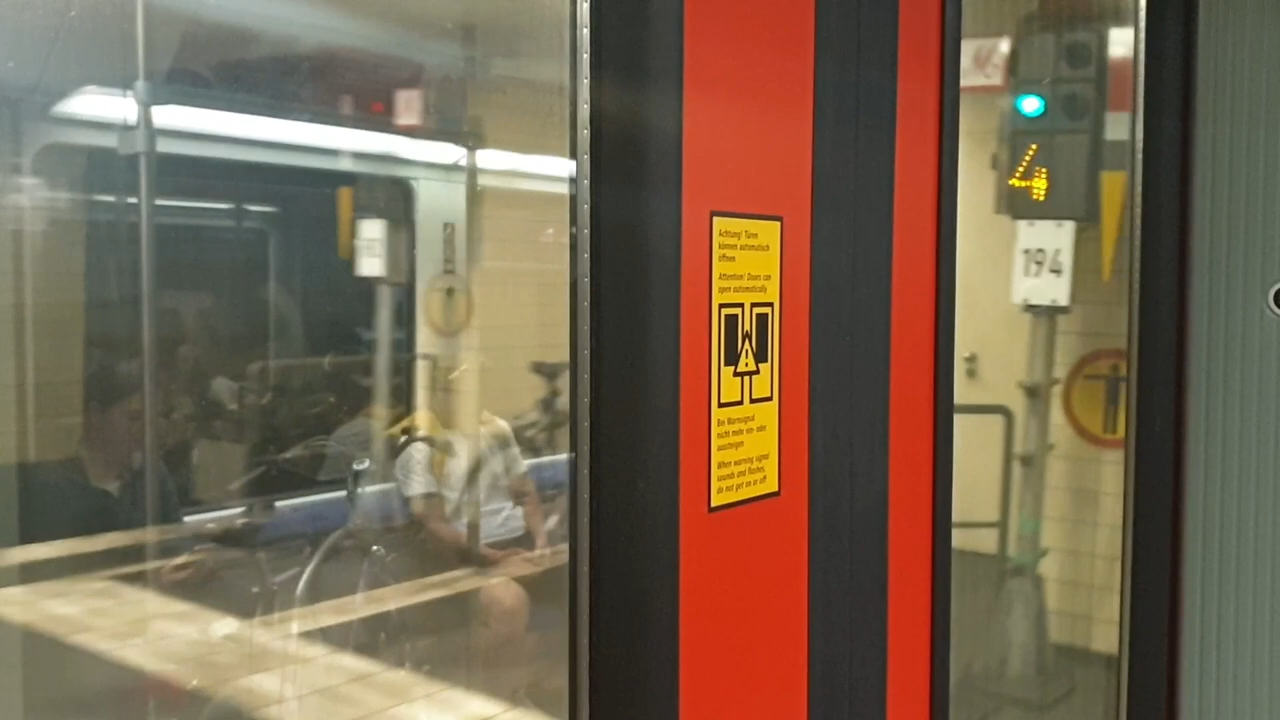 Achtung! Türen
können automatisch
öffnen
Attention! Doors can
open automatically
Bei Warnsignal
nicht mehr ein- oder
aussteigen
When warning signal
sounds and flashes,
do not get on or off
4
194